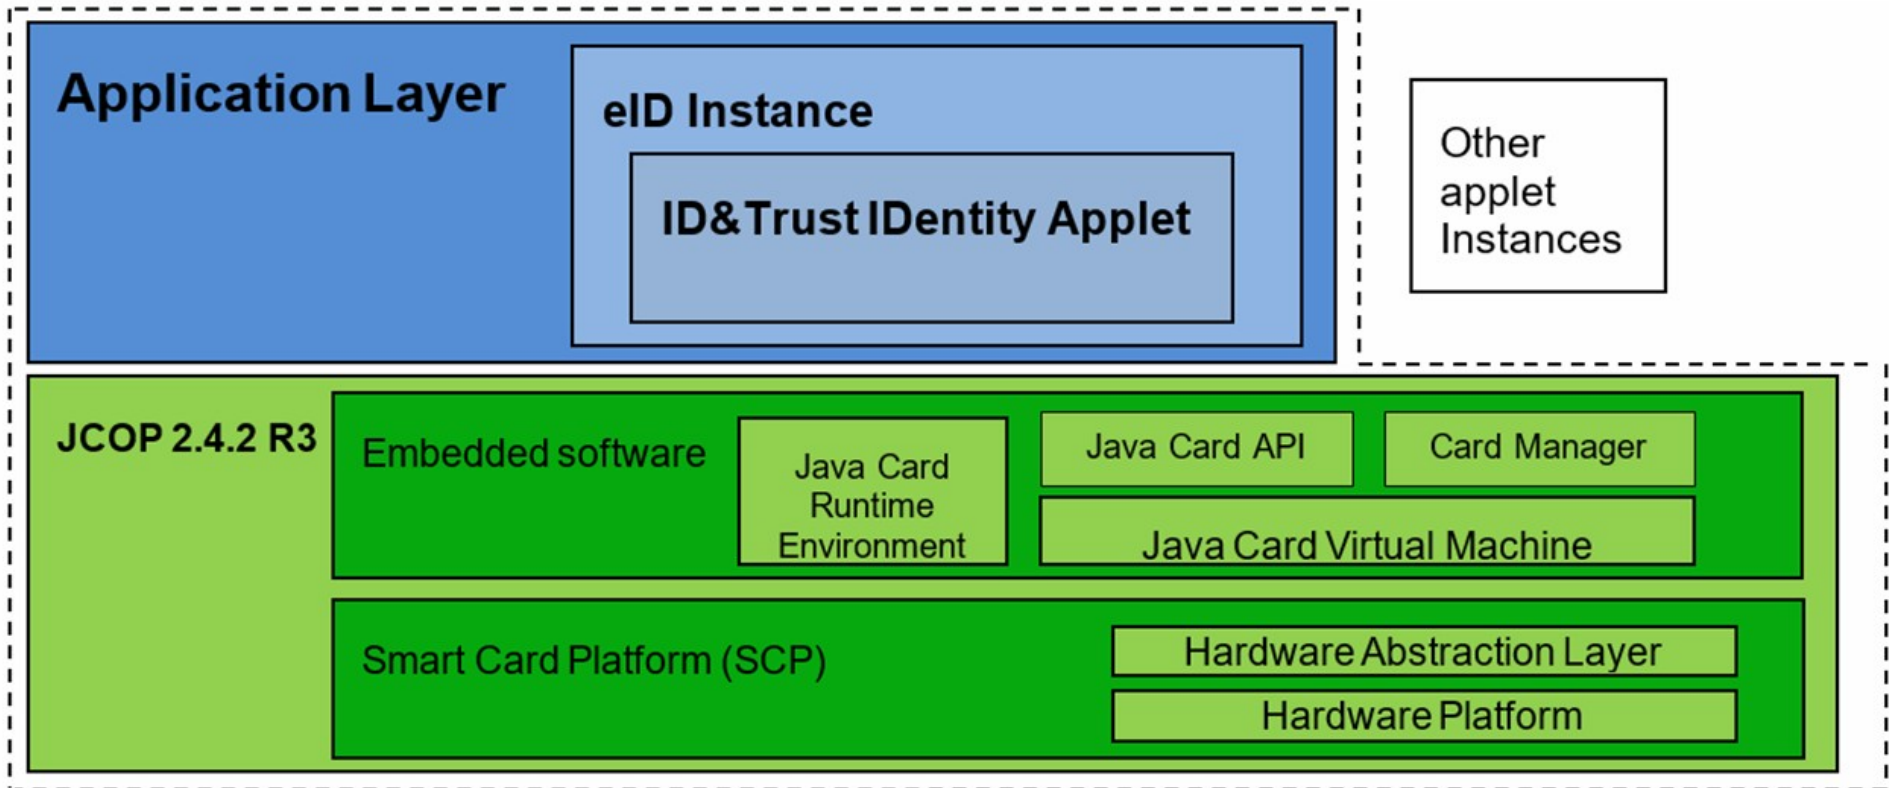 Application Layer
eID Instance
ID&Trust IDentity Applet
Other
applet
Instances
JCOP 2.4.2 R3
Embedded software
Java Card
Runtime
Environment
Java Card API
Card Manager
Java Card Virtual Machine
Smart Card Platform (SCP)
Hardware Abstraction Layer
Hardware Platform